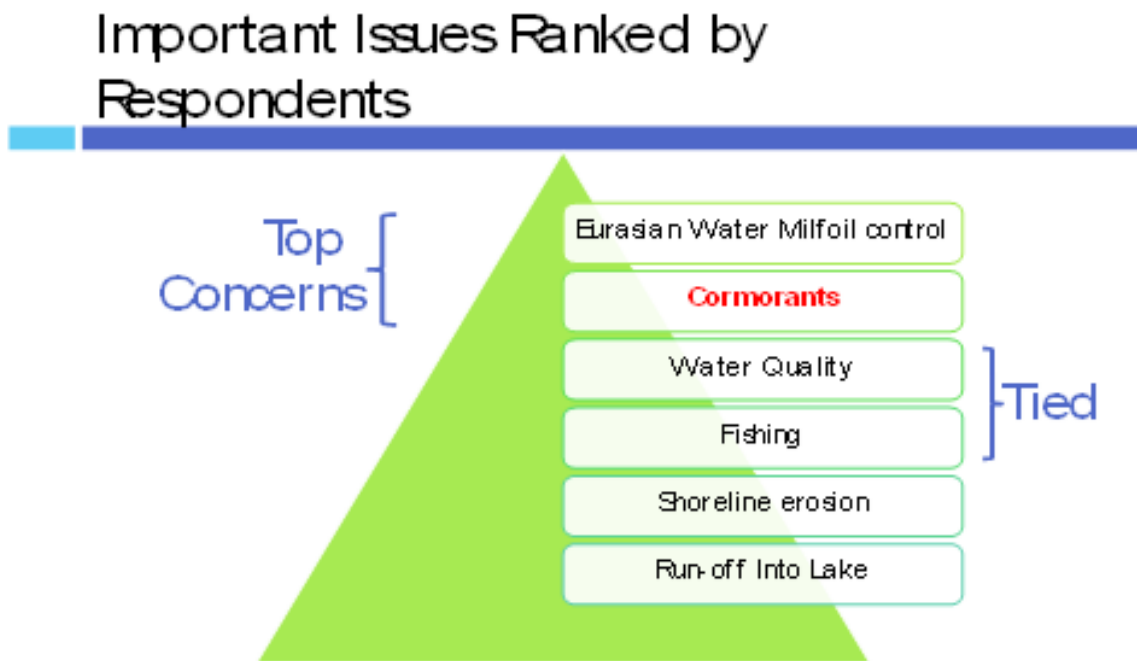 Important Issues Ranked by
Respondents
Top
Concerns
Eurasian Water Milfoil control
Cormorants
Water Quality
Fishing
Tied
Shoreline erosion
Run-off Into Lake